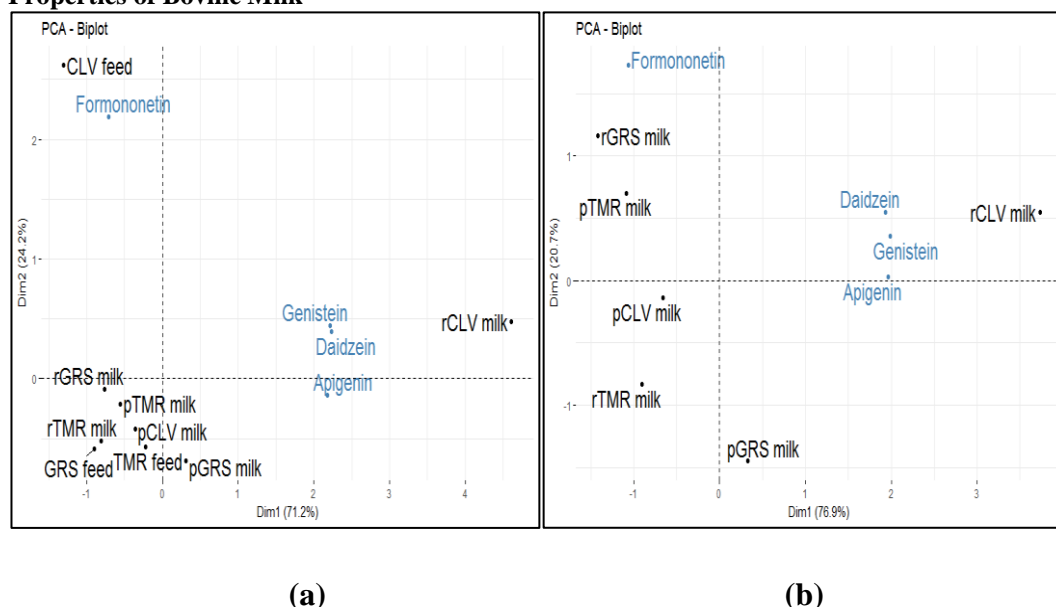 Properties of Bovine Milk
PCA - Biplot
CLV feed
Formononetin
2
Dim2 (24.2%)
1
Genistein
rCLV milk
Daidzein
0
Apigenin
rGRS milk
pTMR milk
rTMR milk
pCLV milk
GRS feed
TMR feed
pGRS milk
-1
0
1
2
3
4
Dim1 (71.2%)
PCA - Biplot
Formononetin
rGRS milk
1
pTMR milk
Daidzein
rCLV milk
Dim2 (20.7%)
Genistein
0
Apigenin
pCLV milk
rTMR milk
-1
pGRS milk
-1
0
1
2
3
Dim1 (76.9%)
(a)
(b)